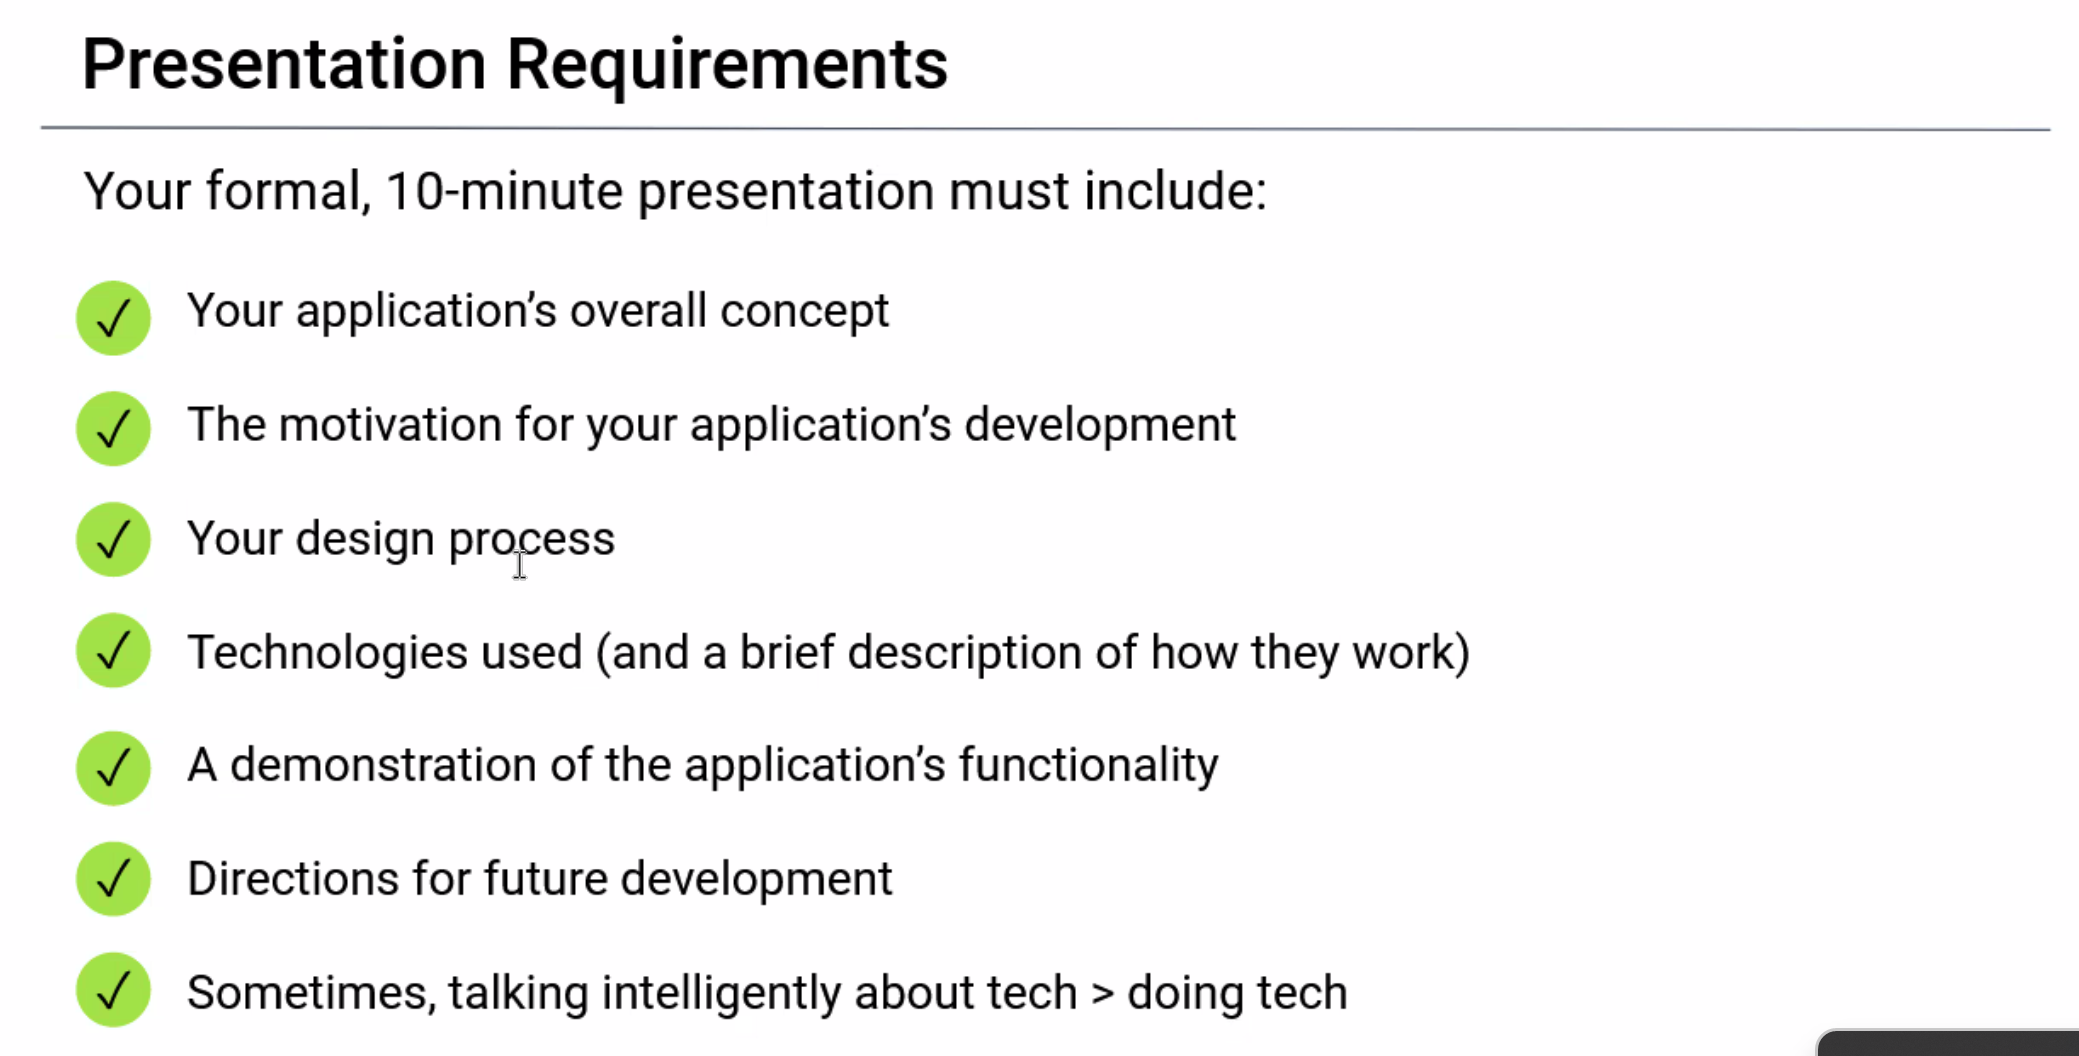 Presentation Requirements
Your formal, 10-minute presentation must include:
✓ Your application’s overall concept
✓ The motivation for your application’s development
✓ Your design process
✓ Technologies used (and a brief description of how they work)
✓ A demonstration of the application’s functionality
✓ Directions for future development
✓ Sometimes, talking intelligently about tech > doing tech